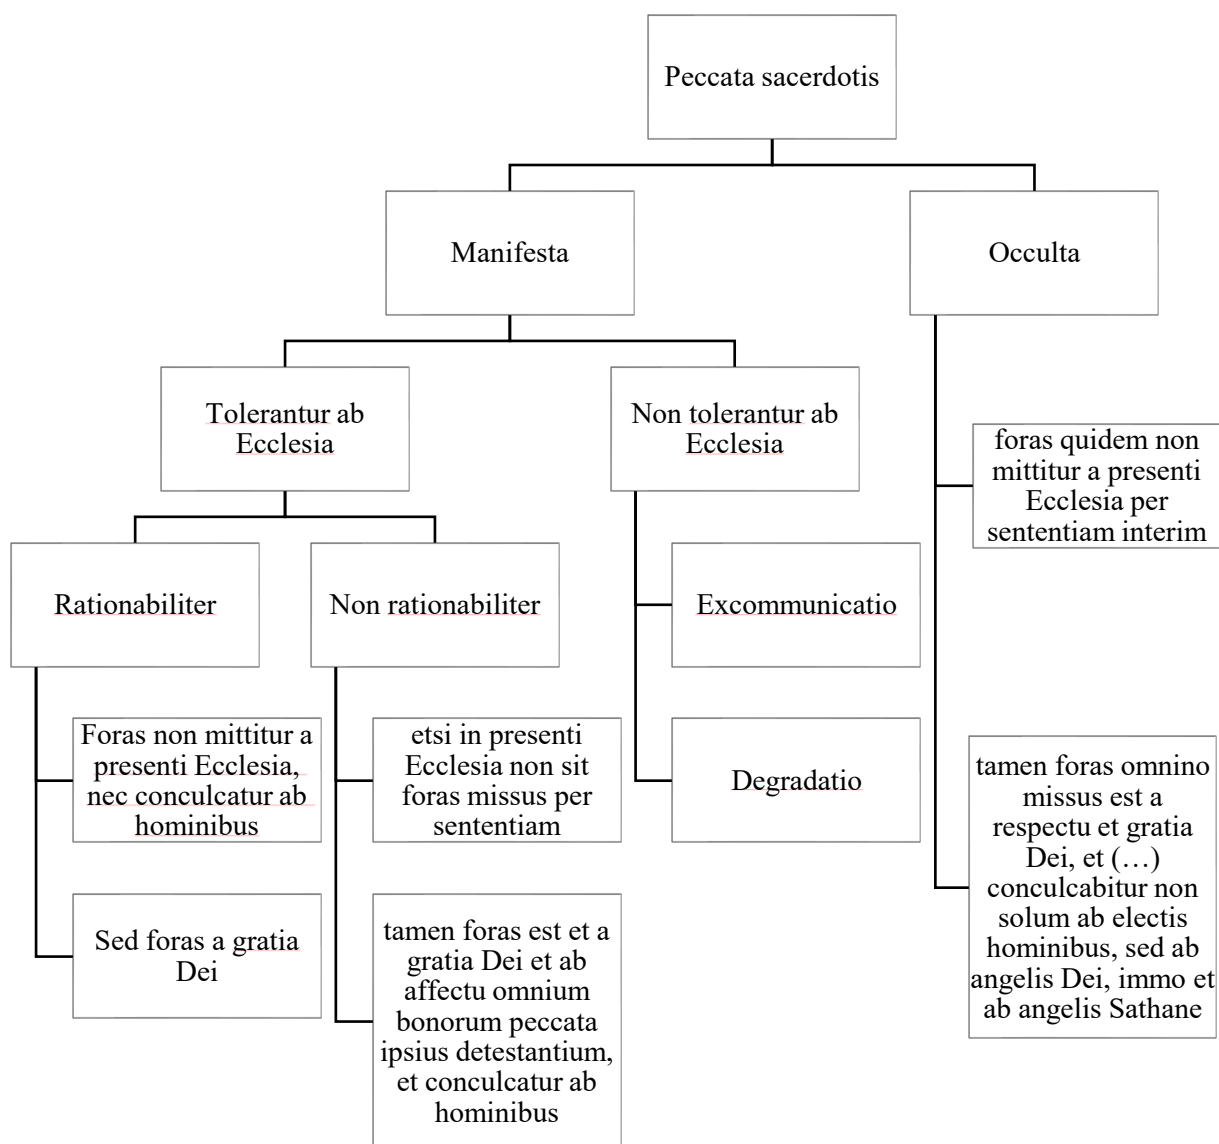 Peccata sacerdotis
Manifesta
Occulta
Tolerantur ab
Ecclesia
Non tolerantur ab
Ecclesia
foras quidem non
mittitur a presenti
Ecclesia per
sententiam interim
Rationabiliter
Non rationabiliter
Excommunicatio
Foras non mittitur a
presenti Ecclesia,
nec conculcatur ab
hominibus
etsi in presenti
Ecclesia non sit
foras missus per
sententiam
Degradatio
tamen foras omnino
missus est a
respectu et gratia
Dei, et (…)
conculcabitur non
solum ab electis
hominibus, sed ab
angelis Dei, immo et
ab angelis Sathane
Sed foras a gratia
Dei
tamen foras est et a
gratia Dei et ab
affectu omnium
bonorum peccata
ipsius detestantium,
et conculcatur ab
hominibus